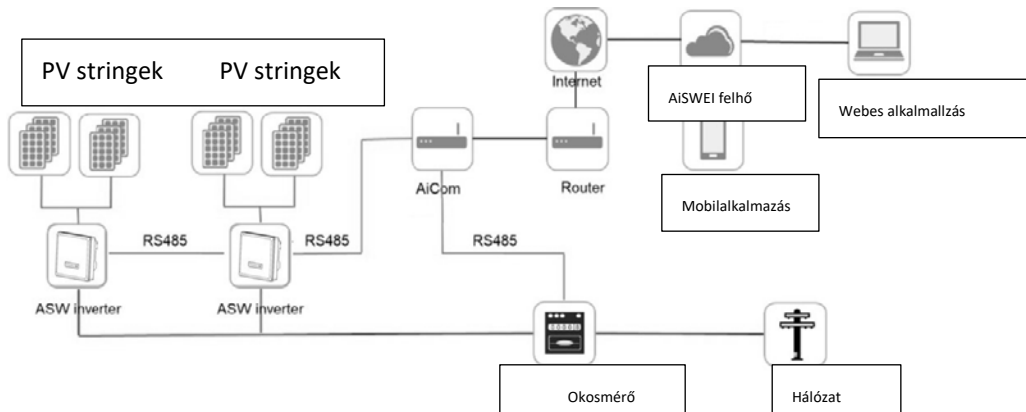 PV stringek PV stringek
Internet
AiSWEI felhő
Webes alkalmallzás
AiCom
Router
Mobilalkalmazás
RS485
RS485
RS485
ASW inverter
ASW inverter
Okosmérő
Hálózat